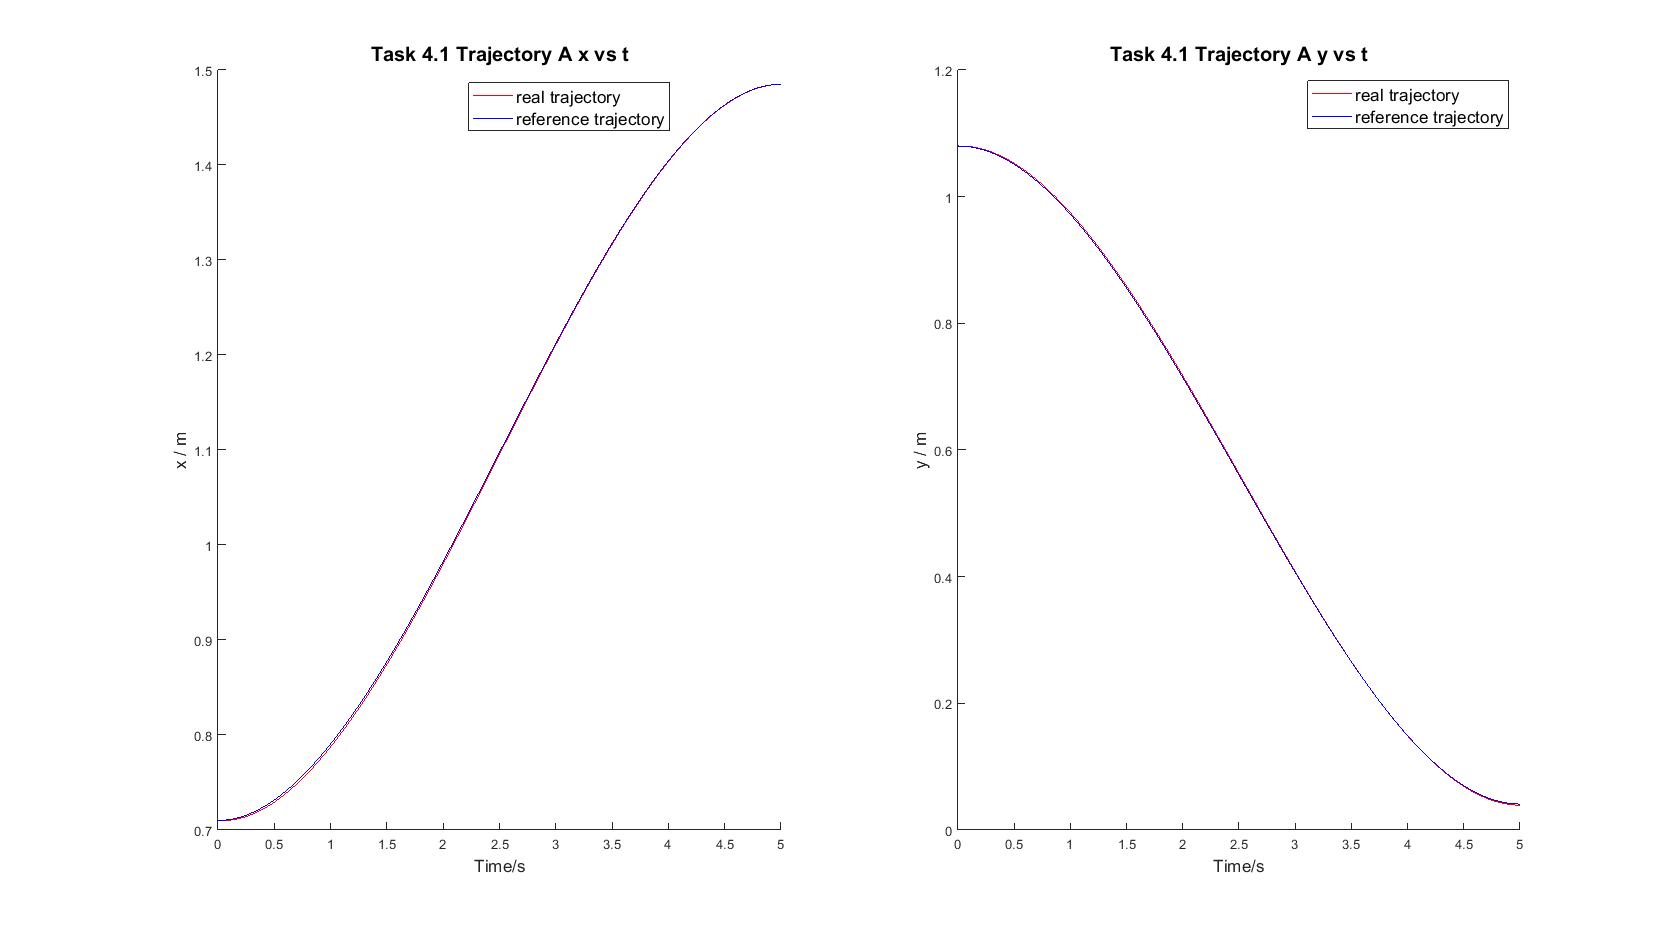 Task 4.1 Trajectory A x vs t
real trajectory
reference trajectory
1.5
1.4
1.3
1.2
1.1
1
0.9
0.8
0.7
x / m
0 0.5 1 1.5 2 2.5 3 3.5 4 4.5 5
Time/s
Task 4.1 Trajectory A y vs t
real trajectory
reference trajectory
1.2
1
0.8
0.6
0.4
0.2
0
y / m
0 0.5 1 1.5 2 2.5 3 3.5 4 4.5 5
Time/s